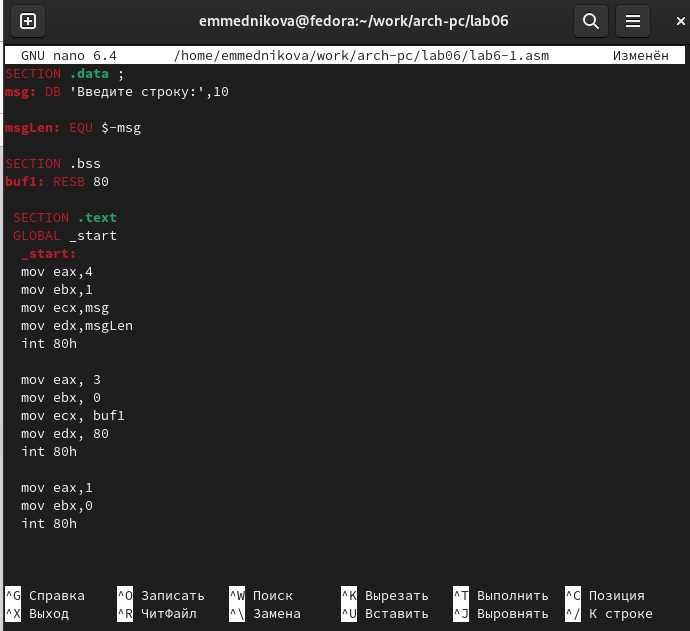 emmednikova@fedora:~/work/arch-pc/lab06
GNU nano 6.4 /home/emmednikova/work/arch-pc/lab06/lab6-1.asm Изменён
SECTION .data ;
msg: DB 'Введите строку:',10
msgLen: EQU $-msg
SECTION .bss
buf1: RESB 80
SECTION .text
GLOBAL _start
_start:
mov eax,4
mov ebx,1
mov ecx,msg
mov edx,msgLen
int 80h
mov eax, 3
mov ebx, 0
mov ecx, buf1
mov edx, 80
int 80h
mov eax,1
mov ebx,0
int 80h
^G Справка ^O Записать ^W Поиск ^K Вырезать ^T Выполнить ^C Позиция
^X Выход ^R ЧитФайл ^\ Замена ^U Вставить ^J Выровнять ^/ К строке